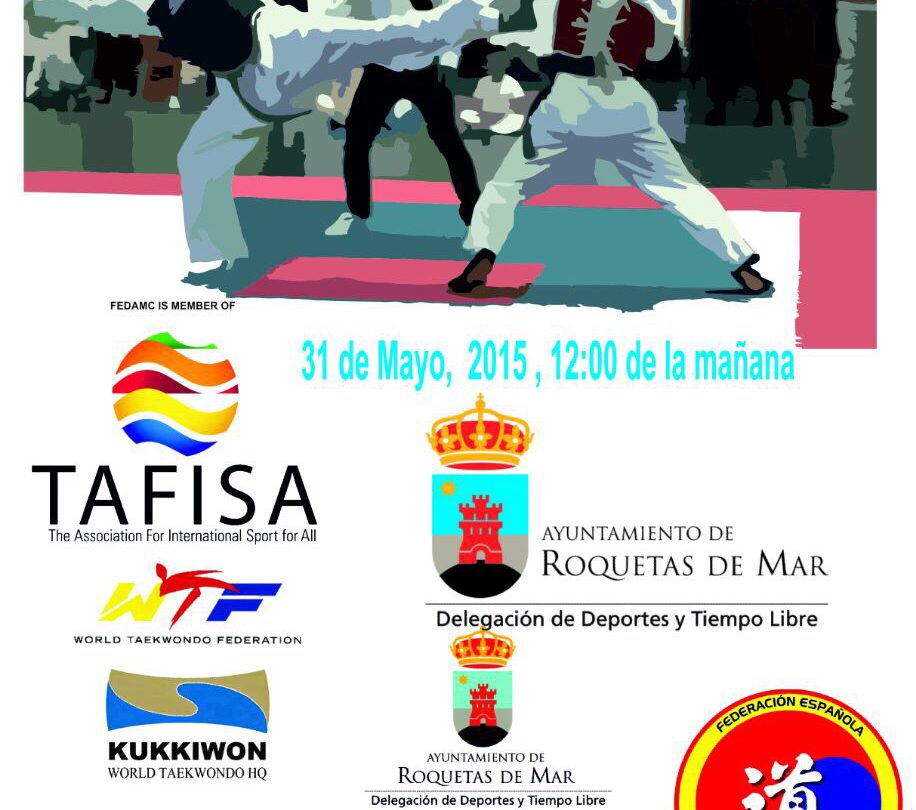 FEDAMC IS MEMBER OF
31 de Mayo, 2015 , 12:00 de la mañana
TAFISA
The Association For International Sport for All
AYUNTAMIENTO DE
ROQUETAS DE MAR
Delegación de Deportes y Tiempo Libre
WTF
WORLD TAEKWONDO FEDERATION
KUKKIWON
WORLD TAEKWONDO HQ
AYUNTAMIENTO DE
ROQUETAS DE MAR
Delegación de Deportes y Tiempo Libre
FEDERACIÓN ESPAÑOLA
道